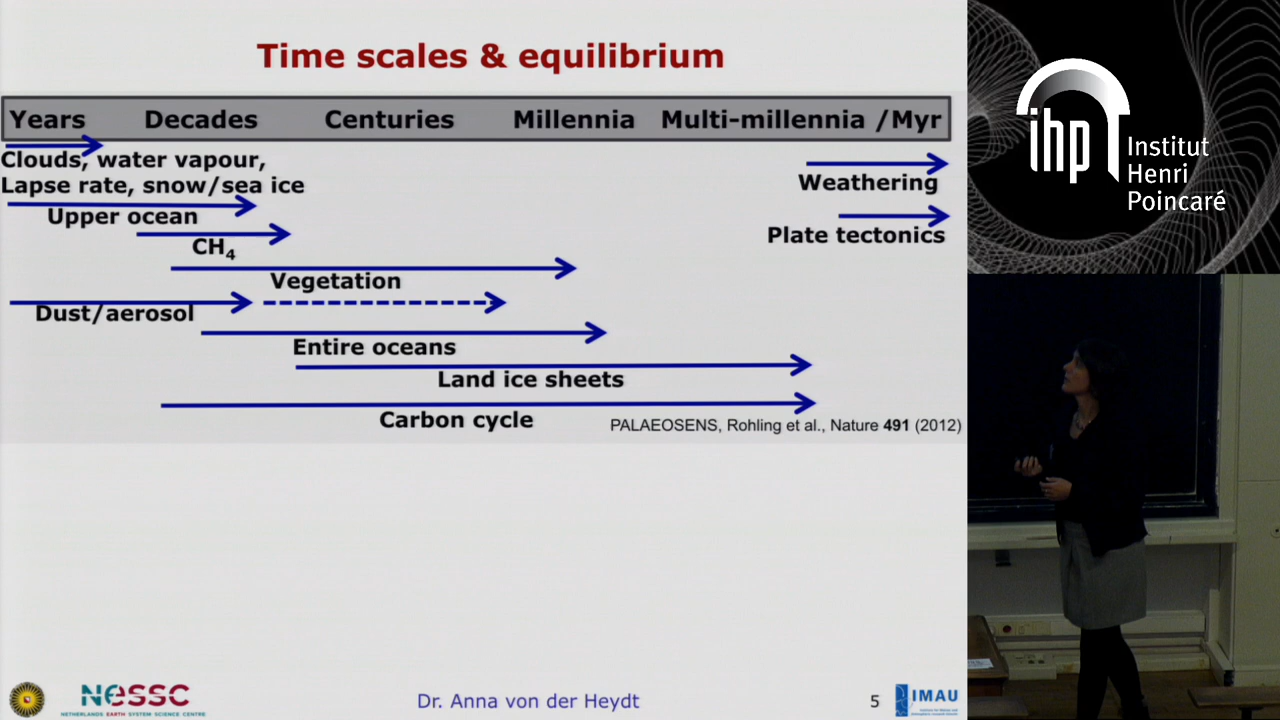 Time scales & equilibrium
Years Decades Centuries Millennia Multi-millennia /Myr
Clouds, water vapour,
Lapse rate, snow/sea ice
Weathering
Upper ocean
Plate tectonics
CH₄
Vegetation
Dust/aerosol
Entire oceans
Land ice sheets
Carbon cycle
PALAEOSENS, Rohling et al., Nature 491 (2012)
NESSC
NETHERLANDS EARTH SYSTEM SCIENCE CENTRE
Dr. Anna von der Heydt
5
IMAU
ihp
Institut
Henri
Poincaré